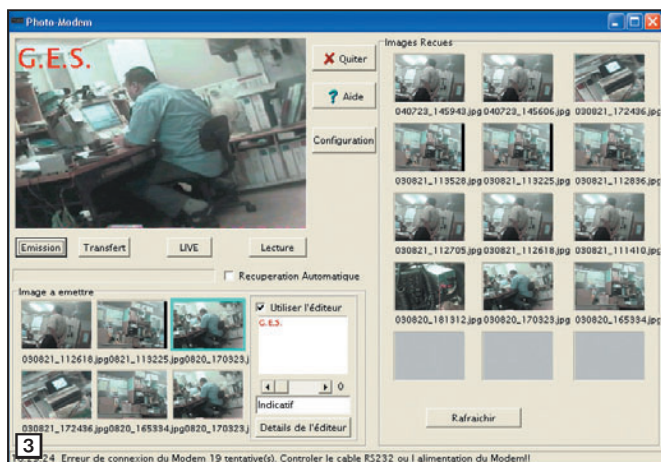 Photo-Modem
G.E.S.
Quiter
Aide
Configuration
Emission
Transfert
LIVE
Lecture
Recuperation Automatique
Image a emettre
030821_112618.jpg0821_113225.jpg0820_170323.j
030821_172436.jpg0820_165334.jpg0820_170323.j
Utiliser l'éditeur
G.E.S.
0
Indicatif
Details de l'éditeur
Images Recues
040723_145943.jpg 040723_145606.jpg 030821_172436.jpg
030821_113528.jpg 030821_113225.jpg 030821_112836.jpg
030821_112705.jpg 030821_112618.jpg 030821_111410.jpg
030820_181312.jpg 030820_170323.jpg 030820_165334.jpg
Rafraichir
3
Erreur de connexion du Modem 19 tentative(s). Controler le cable RS232 ou l alimentation du Modem!!